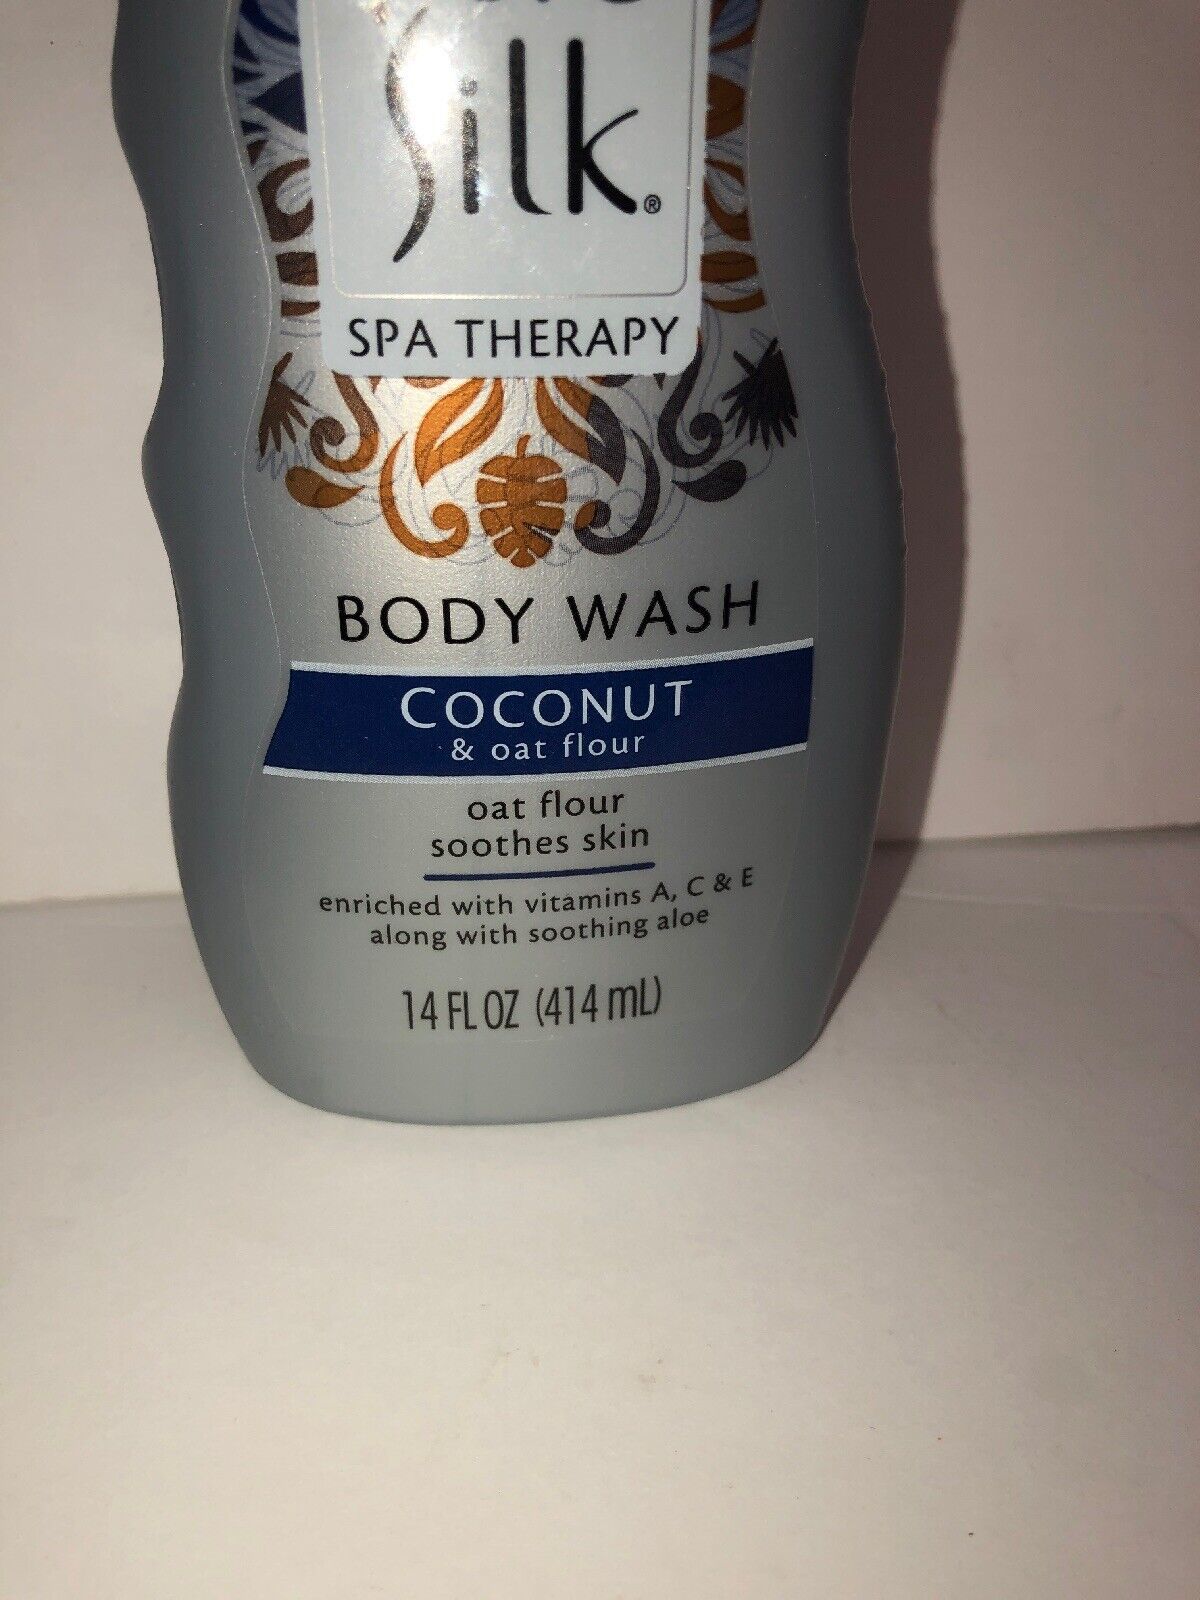 Silk®
SPA THERAPY
BODY WASH
COCONUT
& oat flour
oat flour
soothes skin
enriched with vitamins A, C & E
along with soothing aloe
14 FL OZ (414 mL)